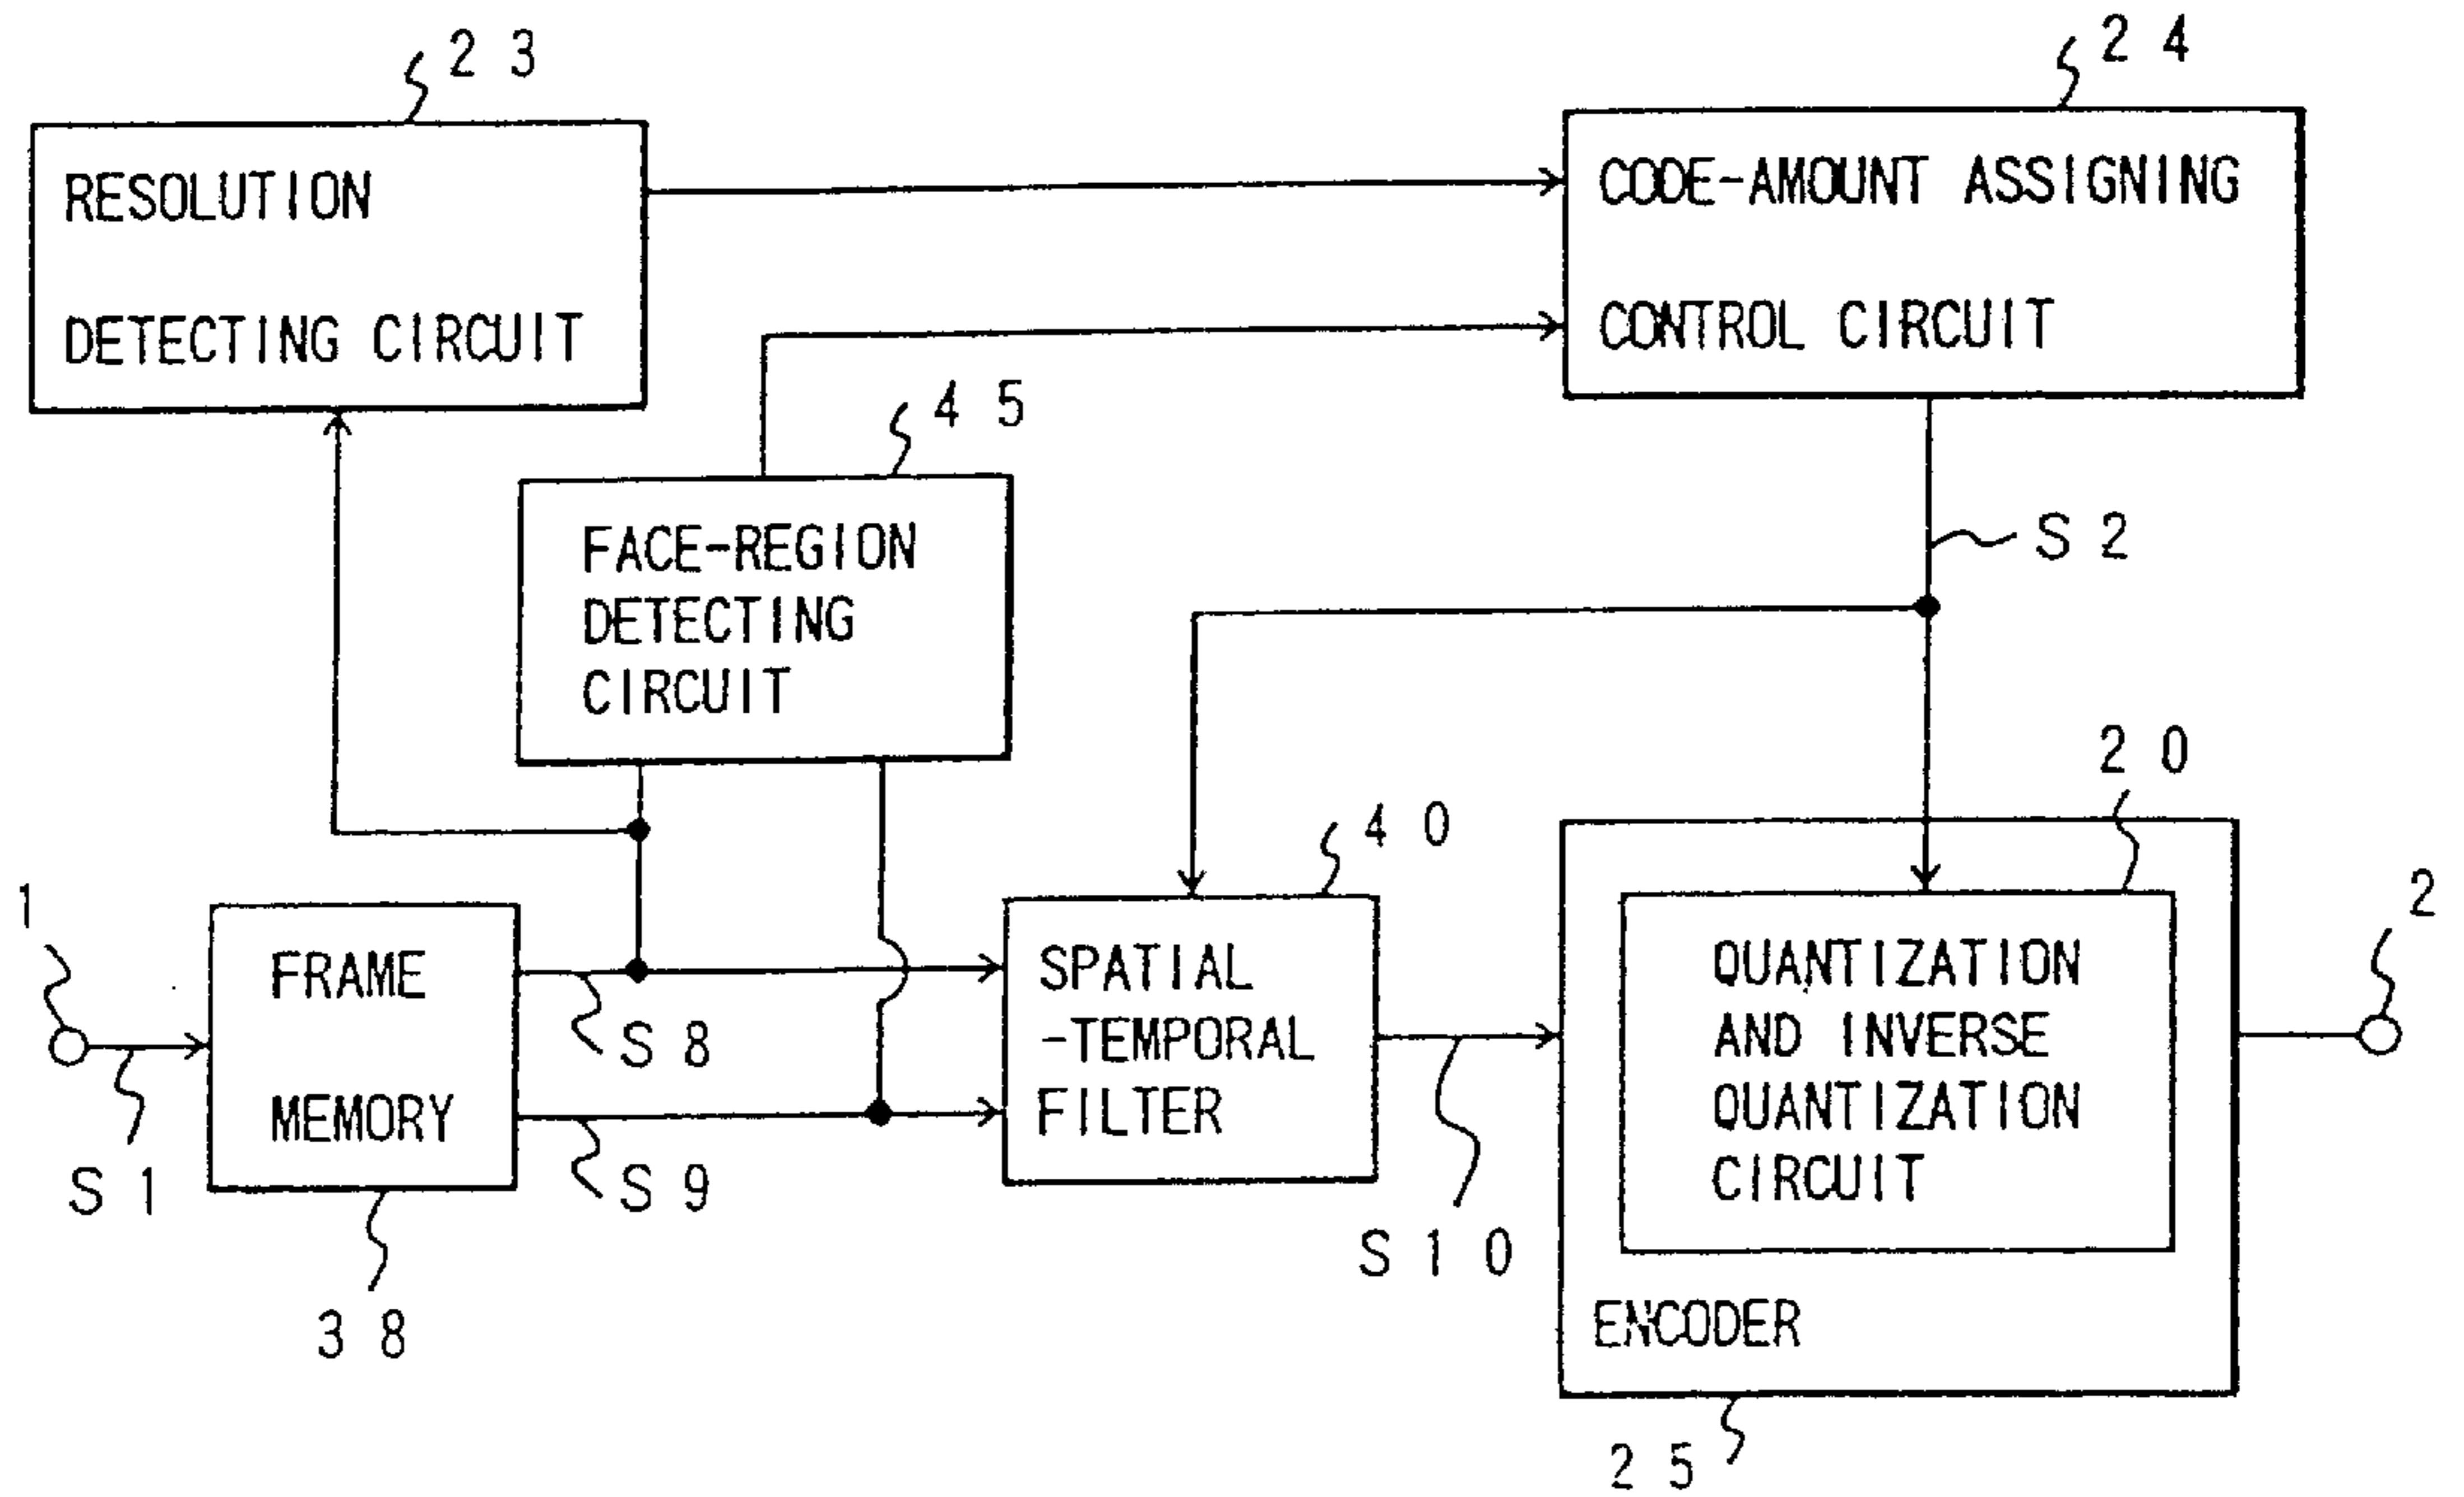 2 3
2 4
RESOLUTION
DETECTING CIRCUIT
CODE-AMOUNT ASSIGNING
CONTROL CIRCUIT
4 5
FACE-REGION
DETECTING
CIRCUIT
S 2
2 0
4 0
1
FRAME
MEMORY
S 1
3 8
S 8
S 9
SPATIAL
-TEMPORAL
FILTER
S 1 0
QUANTIZATION
AND INVERSE
QUANTIZATION
CIRCUIT
ENCODER
2 5
2